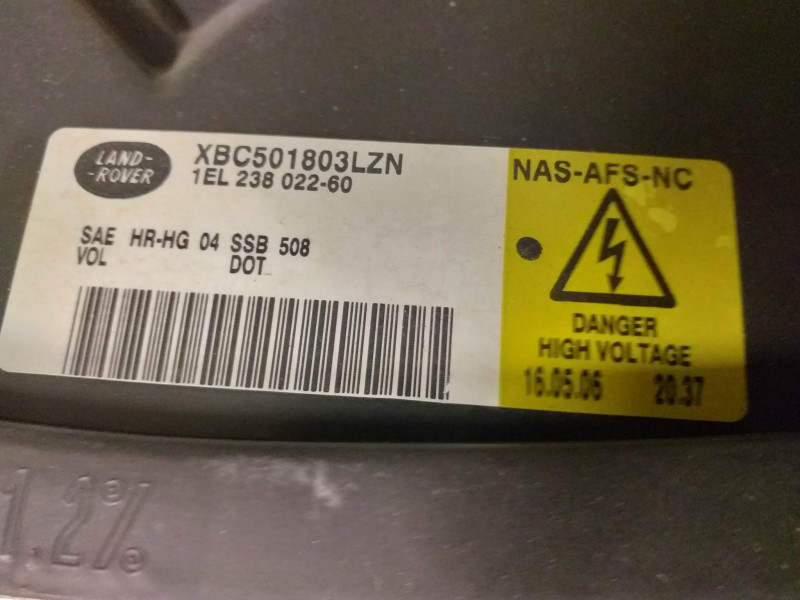 LAND-
-ROVER
XBC501803LZN
1EL 238 022-60
SAE HR-HG 04 SSB 508
VOL DOT
NAS-AFS-NC
DANGER
HIGH VOLTAGE
16.05.06 20:37
1.2%